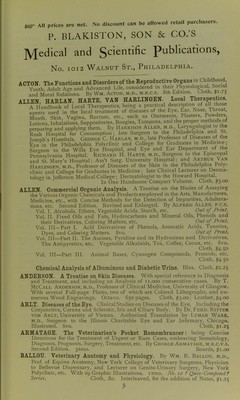 All prices are net. No discount can be allowed retail purchasers.
P. BLAKISTON, SON & CO.'S
Medical and Scientific Publications,
No. 1012 WALNUT ST., PHILADELPHIA.
ACTON. The Functions and Disorders of the Reproductive Organs in Childhood,
Youth, Adult Age and Advanced Life, considered in their Physiological, Social
and Moral Relations. By WM. ACTON, M.D., M.R.C.S. 8th Edition. Cloth, $1.75
ALLEN, HARLAN, HARTE, VAN HARLINGEN. Local Therapeutics.
A Handbook of Local Therapeutics, being a practical description of all those
agents used in the local treatment of diseases of the Eye, Ear, Nose, Throat,
Mouth, Skin, Vagina, Rectum, etc., such as Ointments, Plasters, Powders,
Lotions, Inhalations, Suppositories, Bougies, Tampons, and the proper methods of
preparing and applying them. By HARRISON ALLEN, M.D., Laryngologist to the
Rush Hospital for Consumption; late Surgeon to the Philadelphia and St.
Joseph's Hospitals. GEORGE C. HARLAN, M.D., Professor of Diseases of the
Eye in the Philadelphia Polyclinic and College for Graduates in Medicine;
Surgeon to the Wills Eye Hospital, and Eye and Ear Department of the
Pennsylvania Hospital. RICHARD H. HARTE, M.D., Surgeon to the Episcopal
and St. Mary's Hospitals; Ass't Surg. University Hospital; and ARTHUR VAN
HARLINGEN, M.D., Professor of Diseases of the Skin in the Philadelphia Poly-
clinic and College for Graduates in Medicine; late Clinical Lecturer on Derma-
tology in Jefferson Medical College; Dermatologist to the Howard Hospital.
ALLEN. Commercial Organic Analysis. A Treatise on the Modes of Assaying
the Various Organic Chemicals and Products employed in the Arts, Manufactures,
Medicine, etc., with Concise Methods for the Detection of Impurities, Adultera-
tions, etc. Second Edition. Revised and Enlarged. By ALFRED ALLEN, F.C.S.
Vol. I. Alcohols, Ethers, Vegetable Acids, Starch, etc. Out of Print.
Vol. II. Fixed Oils and Fats, Hydrocarbons and Mineral Oils, Phenols and
their Derivatives, Coloring Matters, etc. Out of Print.
Vol. III—Part I. Acid Derivatives of Phenols, Aromatic Acids, Tannins,
Dyes, and Coloring Matters. 8vo. Out of Print.
Vol. III—Part II. The Amines, Pyridine and its Hydrozines and Derivatives.
The Antipyretics, etc. Vegetable Alkaloids, Tea, Coffee, Cocoa, etc. 8vo.
Cloth, $4.50
Vol. III—Part III. Animal Bases, Cyanogen Compounds, Proteids, etc.
Cloth, $4.50
Chemical Analysis of Albuminous and Diabetic Urine. Illus. Cloth, $2.25
ANDERSON. A Treatise on Skin Diseases. With special reference to Diagnosis
and Treatment, and including an Analysis of 11,000 consecutive cases. By T.
McCALL ANDERSON, M.D., Professor of Clinical Medicine, University of Glasgow.
merous Wood Engravings. Octavo. 650 pages. Cloth, $3.00; Leather, $4.00
ARLT. Diseases of the Eye. Clinical Studies on Diseases of the Eye. Including the
Conjunctiva, Cornea and Sclerotic, Iris and Ciliary Body. By DR. FERD. RITTER
VON ARLT, University of Vienna. Authorized Translation by LYMAN WARE,
M.D., Surgeon to the Illinois Charitable Eye and Ear Infirmary, Chicago.
Illustrated. 8vo. Cloth, $1.25
ARMATAGE. The Veterinarian's Pocket Remembrancer: being Concise
Directions for the Treatment of Urgent or Rare Cases, embracing Semeiology,
Diagnosis, Prognosis, Surgery, Treatment, etc. By GEORGE ARMATAGE, M.R.C.V.S.
Second Edition. 32mo. Cloth, $1.00
BALLOU. Veterinary Anatomy and Physiology. By WM. R. BALLOU, M.D.,
Prof. of Equine Anatomy, New York College of Veterinary Surgeons, Physician
to Bellevue Dispensary, and Lecturer on Genito-Urinary Surgery, New York
Polyclinic, etc. With 29 Graphic Illustrations. 12mo. No. 12 ? Quiz-Compend ?
Series. Cloth, 80. Interleaved, for the addition of Notes, $1.25